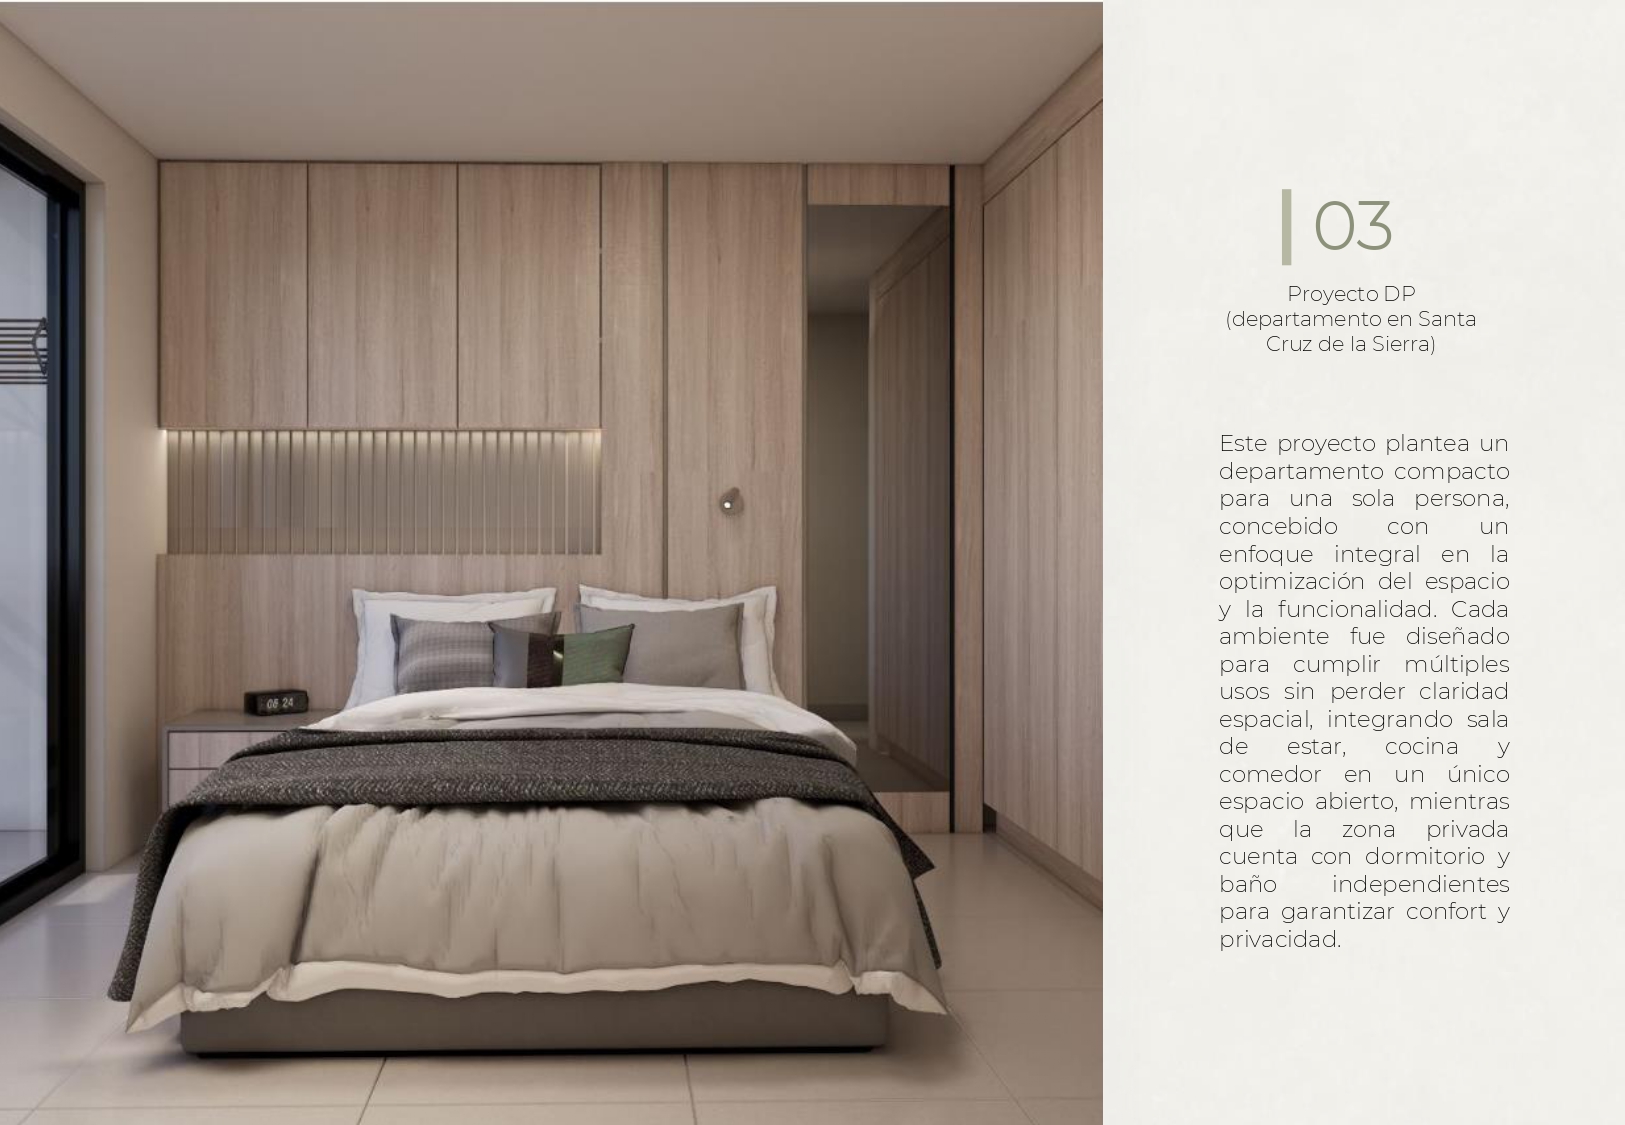 03
Proyecto DP
(departamento en Santa
Cruz de la Sierra)
Este proyecto plantea un
departamento compacto
para una sola persona,
concebido con un
enfoque integral en la
optimización del espacio
y la funcionalidad. Cada
ambiente fue diseñado
para cumplir múltiples
usos sin perder claridad
espacial, integrando sala
de estar, cocina y
comedor en un único
espacio abierto, mientras
que la zona privada
cuenta con dormitorio y
baño independientes
para garantizar confort y
privacidad.